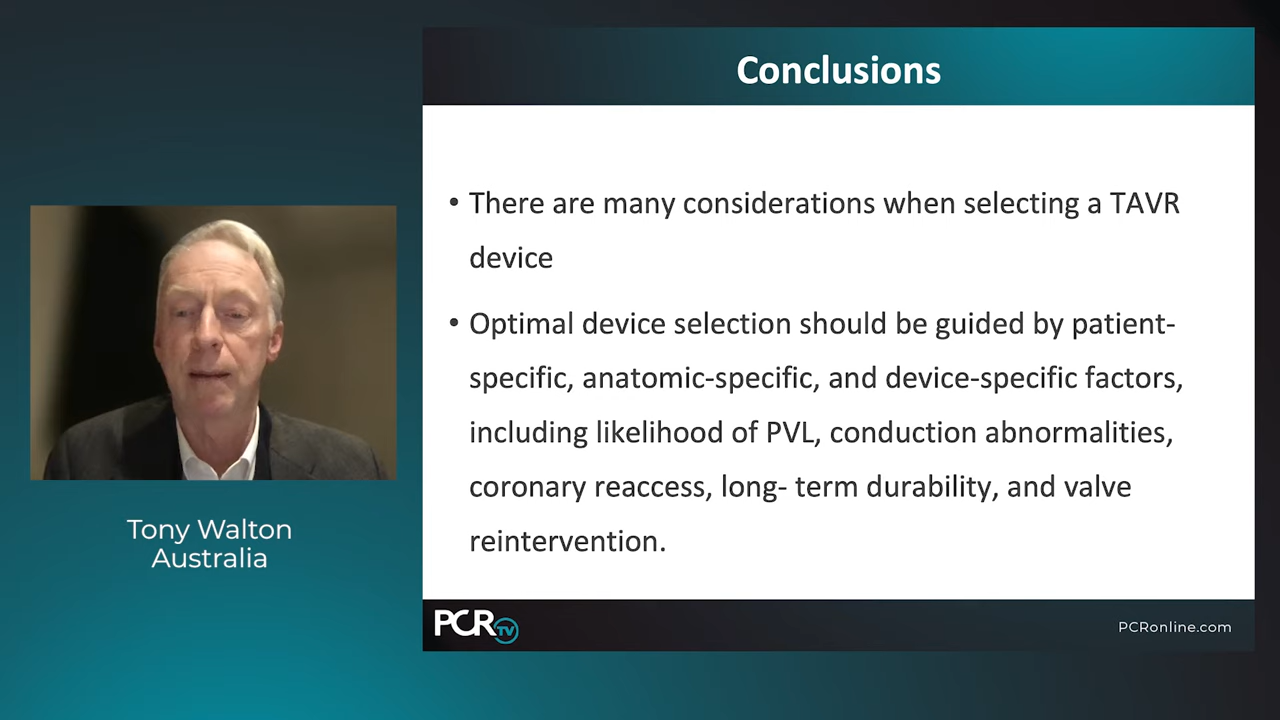 Conclusions
• There are many considerations when selecting a TAVR
device
• Optimal device selection should be guided by patient-
specific, anatomic-specific, and device-specific factors,
including likelihood of PVL, conduction abnormalities,
coronary reaccess, long- term durability, and valve
reintervention.
Tony Walton
Australia
PCR TV
PCRonline.com